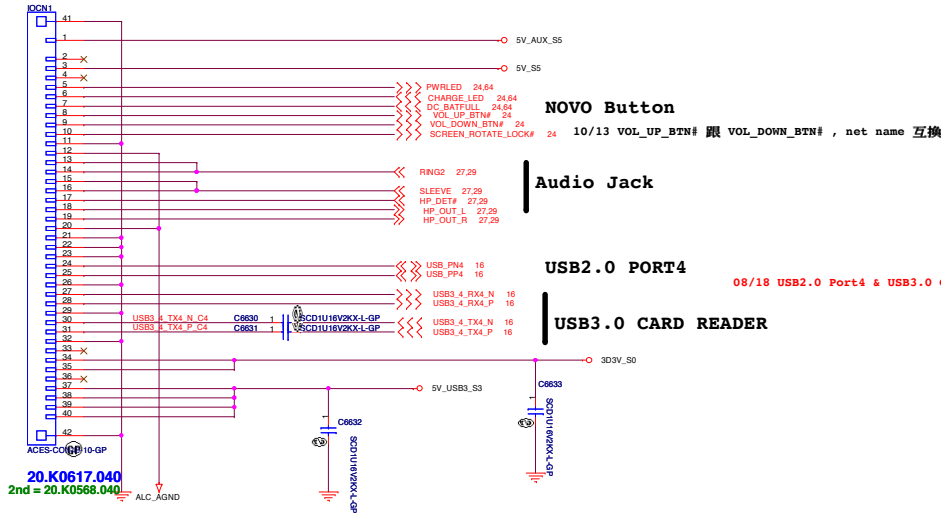 IOCN1
41
1 5V_AUX_S5
2
3 5V_S5
4
5 PWRLED 24,64
6 CHARGE_LED 24,64
7 DC_BATFULL 24,64
8 VOL_UP_BTN# 24
9 VOL_DOWN_BTN# 24
10 SCREEN_ROTATE_LOCK# 24
NOVO Button
10/13 VOL_UP_BTN# 跟 VOL_DOWN_BTN# , net name 互換
11
12
13
14 RING2 27,29
15
16 SLEEVE 27,29
17 HP_DET# 27,29
18 HP_OUT_L 27,29
19 HP_OUT_R 27,29
Audio Jack
20
21
22
23
24 USB_PN4 16
25 USB_PP4 16
USB2.0 PORT4
26
08/18 USB2.0 Port4 & USB3.0
27 USB3_4_RX4_N 16
28 USB3_4_RX4_P 16
29
30 USB3_4_TX4_N_C4 C6630 1 SCD1U16V2KX-L-GP USB3_4_TX4_N 16
31 USB3_4_TX4_P_C4 C6631 1 SCD1U16V2KX-L-GP USB3_4_TX4_P 16
USB3.0 CARD READER
32
33
34 3D3V_S0
35
36
37 5V_USB3_S3
38
39
40
42
C6633
1
SCD1U16V2KX-L-GP
C6632
1
SCD1U16V2KX-L-GP
20.K0617.040
2nd = 20.K0568.040
ALC_AGND